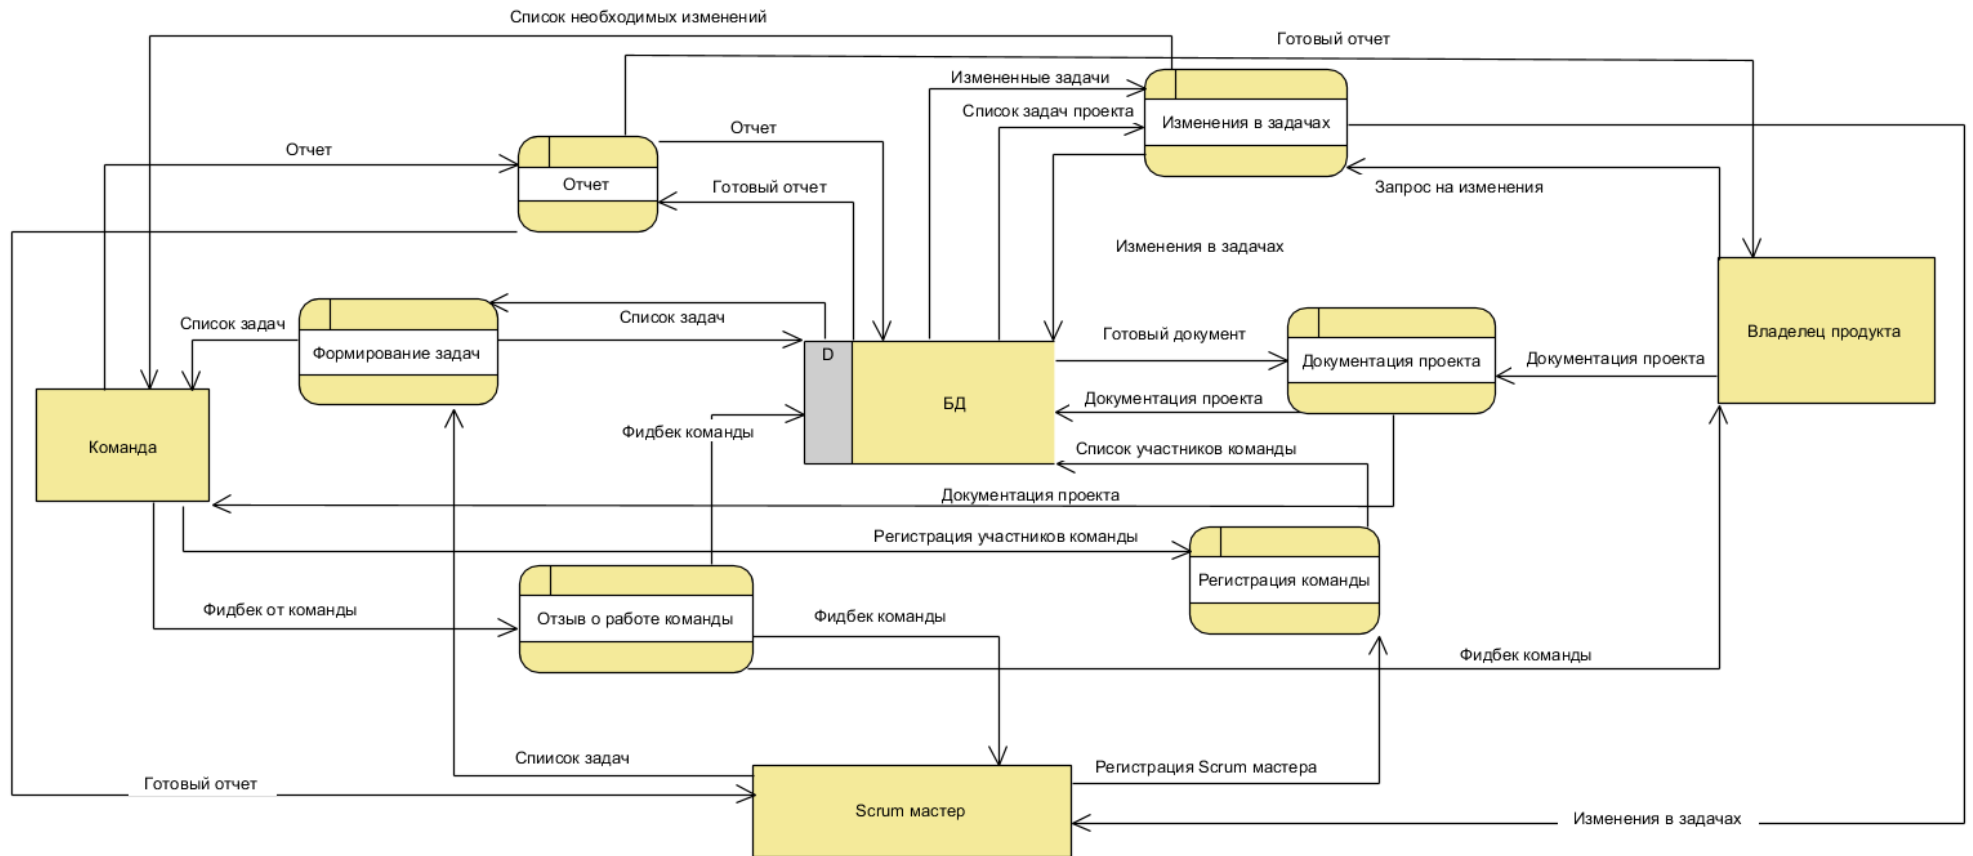 Список необходимых изменений
Готовый отчет
Измененные задачи
Список задач проекта
Изменения в задачах
Отчет
Отчет
Отчет
Готовый отчет
Запрос на изменения
Изменения в задачах
Список задач
Формирование задач
Список задач
D
БД
Готовый документ
Документация проекта
Документация проекта
Владелец продукта
Документация проекта
Команда
Фидбек команды
Список участников команды
Документация проекта
Регистрация участников команды
Регистрация команды
Фидбек от команды
Отзыв о работе команды
Фидбек команды
Фидбек команды
Спиисок задач
Регистрация Scrum мастера
Готовый отчет
Scrum мастер
Изменения в задачах